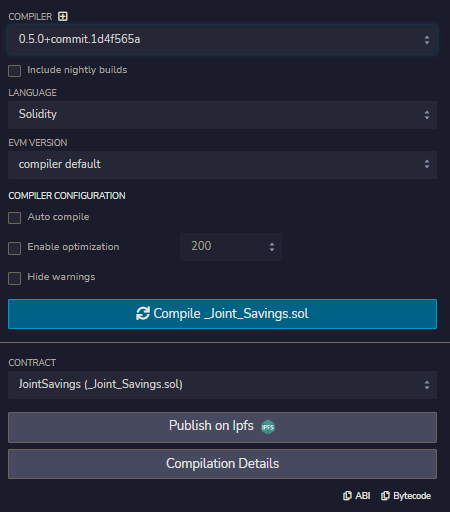 COMPILER
0.5.0+commit.1d4f565a
Include nightly builds
LANGUAGE
Solidity
EVM VERSION
compiler default
COMPILER CONFIGURATION
Auto compile
Enable optimization 200
Hide warnings
Compile _Joint_Savings.sol
CONTRACT
JointSavings (_Joint_Savings.sol)
Publish on Ipfs IPFS
Compilation Details
ABI Bytecode